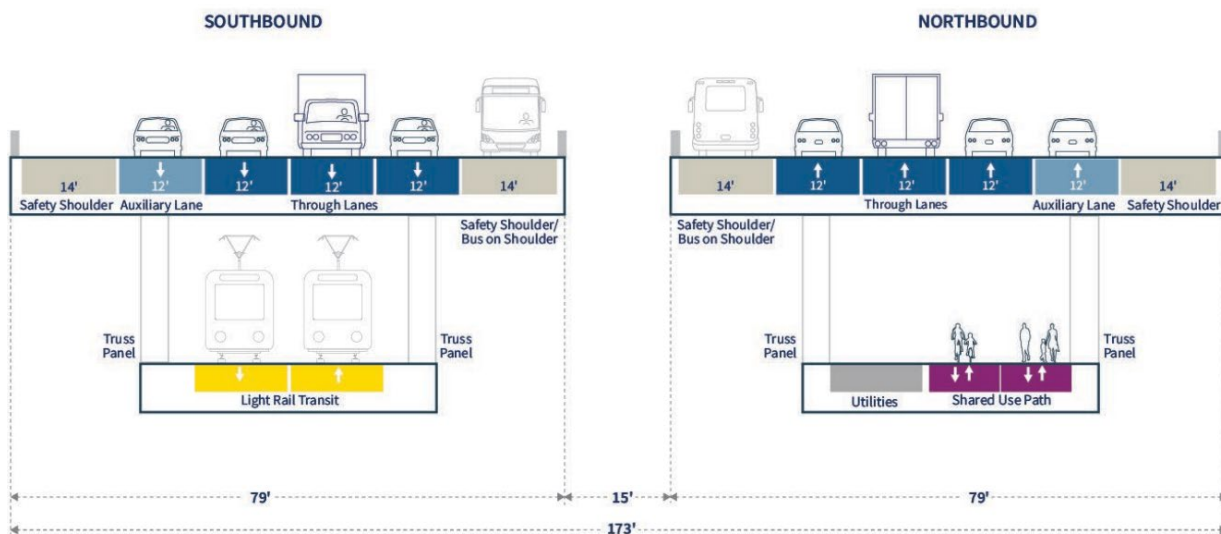 SOUTHBOUND
NORTHBOUND
14'
12'
12'
12'
12'
14'
Safety Shoulder
Auxiliary Lane
Through Lanes
Safety Shoulder/
Bus on Shoulder
14'
12'
12'
12'
12'
14'
Through Lanes
Auxiliary Lane
Safety Shoulder
Safety Shoulder/
Bus on Shoulder
Truss
Panel
Truss
Panel
Light Rail Transit
Truss
Panel
Truss
Panel
Utilities
Shared Use Path
79'
15'
79'
173'